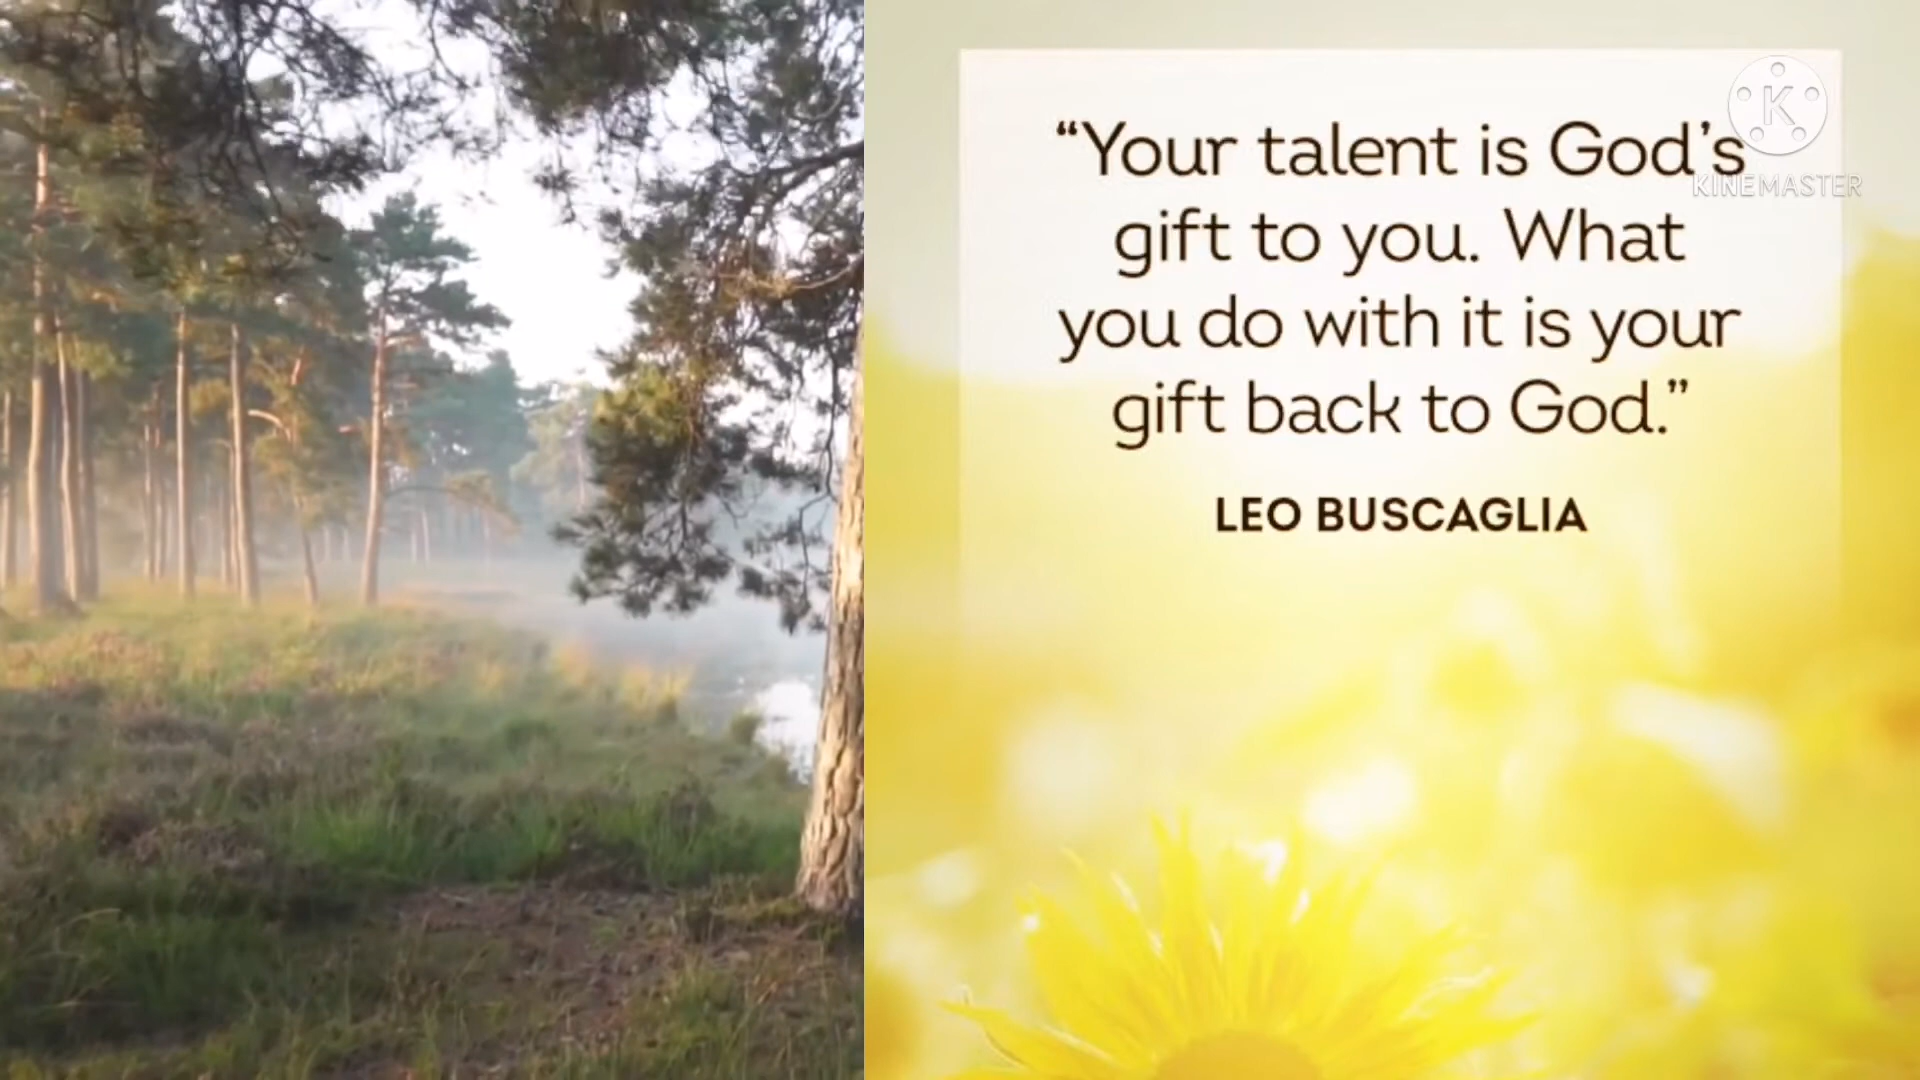 “Your talent is God’s
gift to you. What
you do with it is your
gift back to God.”
LEO BUSCAGLIA
K
KINEMASTER